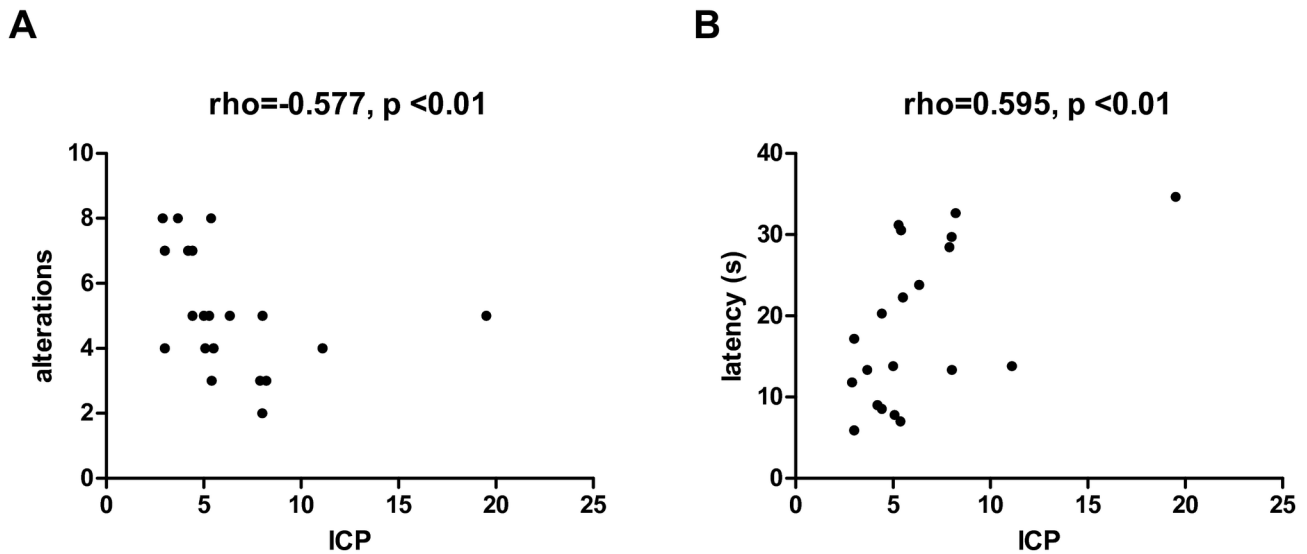 A
rho=-0.577, p <0.01
alterations
10
8
6
4
2
0
0 5 10 15 20 25
ICP
B
rho=0.595, p <0.01
latency (s)
40
30
20
10
0
0 5 10 15 20 25
ICP